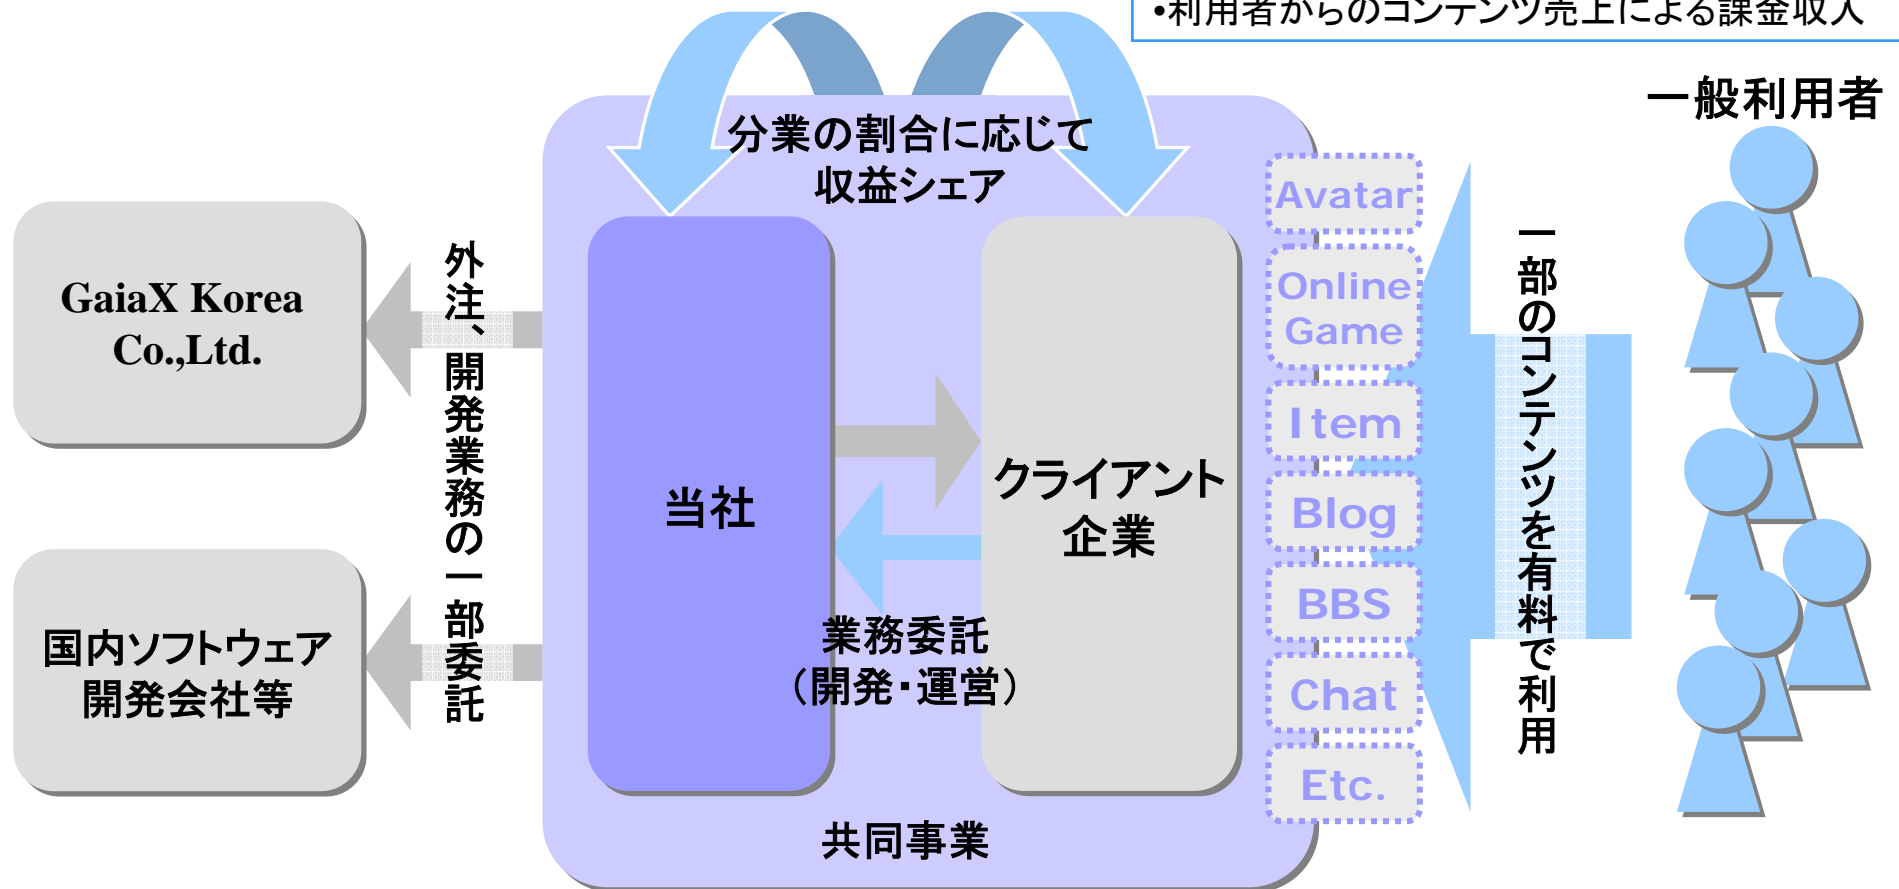 •利用者からのコンテンツ売上による課金収入
一般利用者
分業の割合に応じて
収益シェア
GaiaX Korea
Co.,Ltd.
国内ソフトウェア
開発会社等
外注、開発業務の一部委託
当社
クライアント
企業
業務委託
（開発・運営）
共同事業
Avatar
Online
Game
Item
Blog
BBS
Chat
Etc.
一部のコンテンツを有料で利用